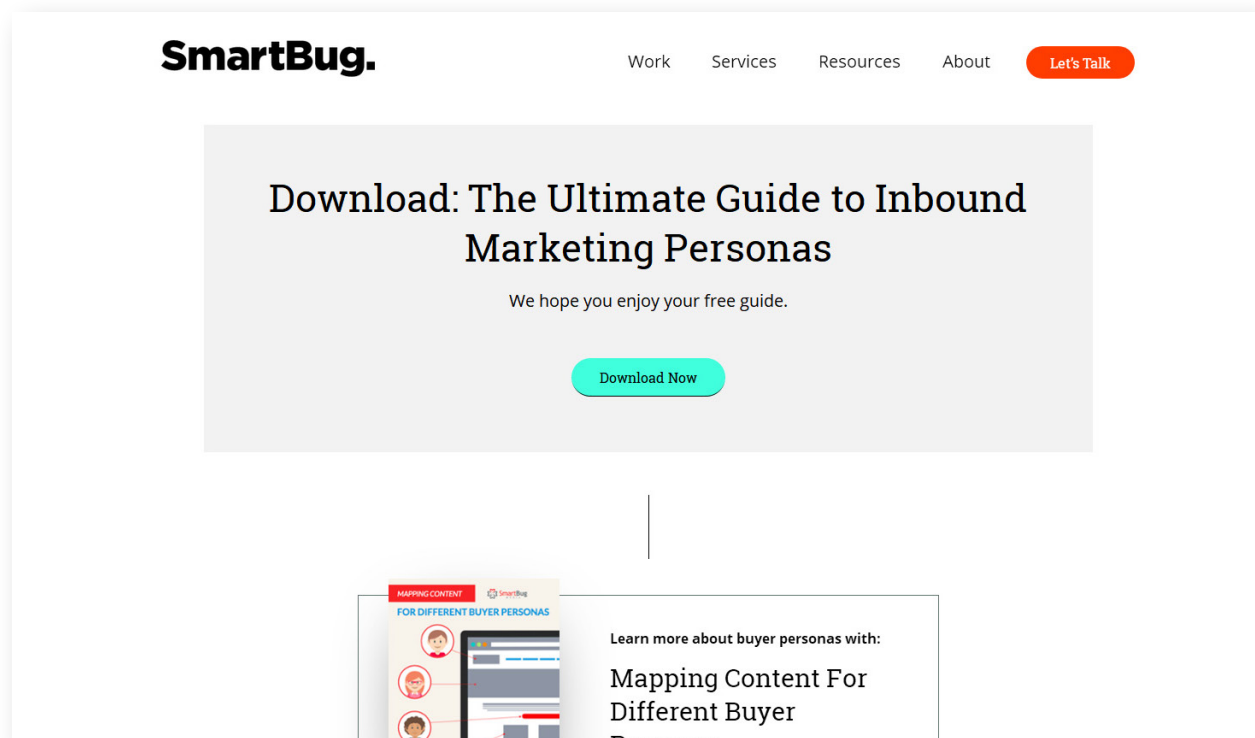 SmartBug.
Work Services Resources About Let's Talk
Download: The Ultimate Guide to Inbound
Marketing Personas
We hope you enjoy your free guide.
Download Now
MAPPING CONTENT SmartBug
FOR DIFFERENT BUYER PERSONAS
Learn more about buyer personas with:
Mapping Content For
Different Buyer